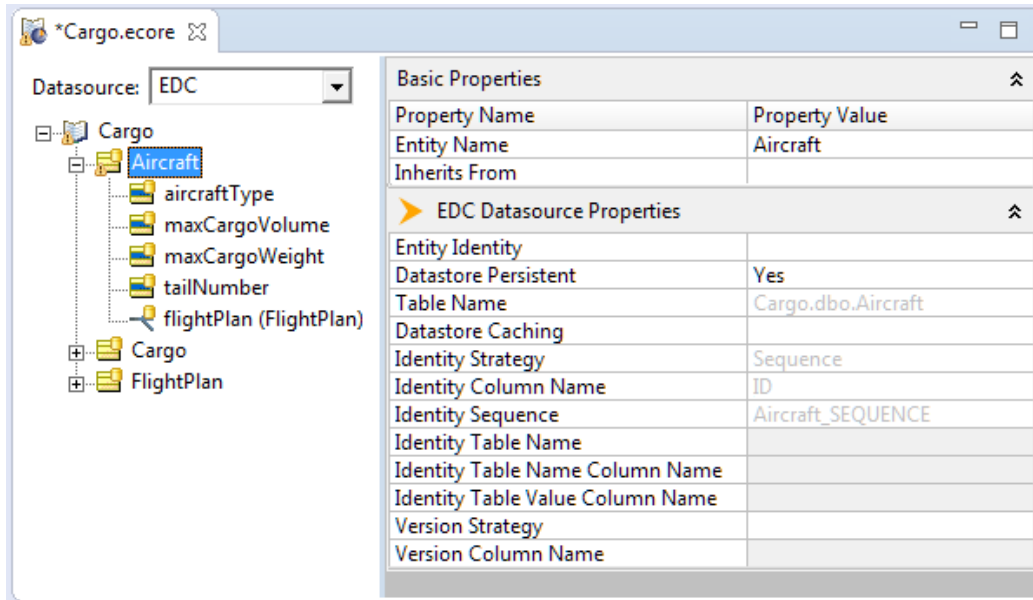 *Cargo.ecore
Datasource: EDC
Cargo
Aircraft
aircraftType
maxCargoVolume
maxCargoWeight
tailNumber
flightPlan (FlightPlan)
Cargo
FlightPlan
Basic Properties
Property Name Property Value
Entity Name Aircraft
Inherits From
EDC Datasource Properties
Entity Identity
Datastore Persistent Yes
Table Name Cargo.dbo.Aircraft
Datastore Caching
Identity Strategy Sequence
Identity Column Name ID
Identity Sequence Aircraft_SEQUENCE
Identity Table Name
Identity Table Name Column Name
Identity Table Value Column Name
Version Strategy
Version Column Name